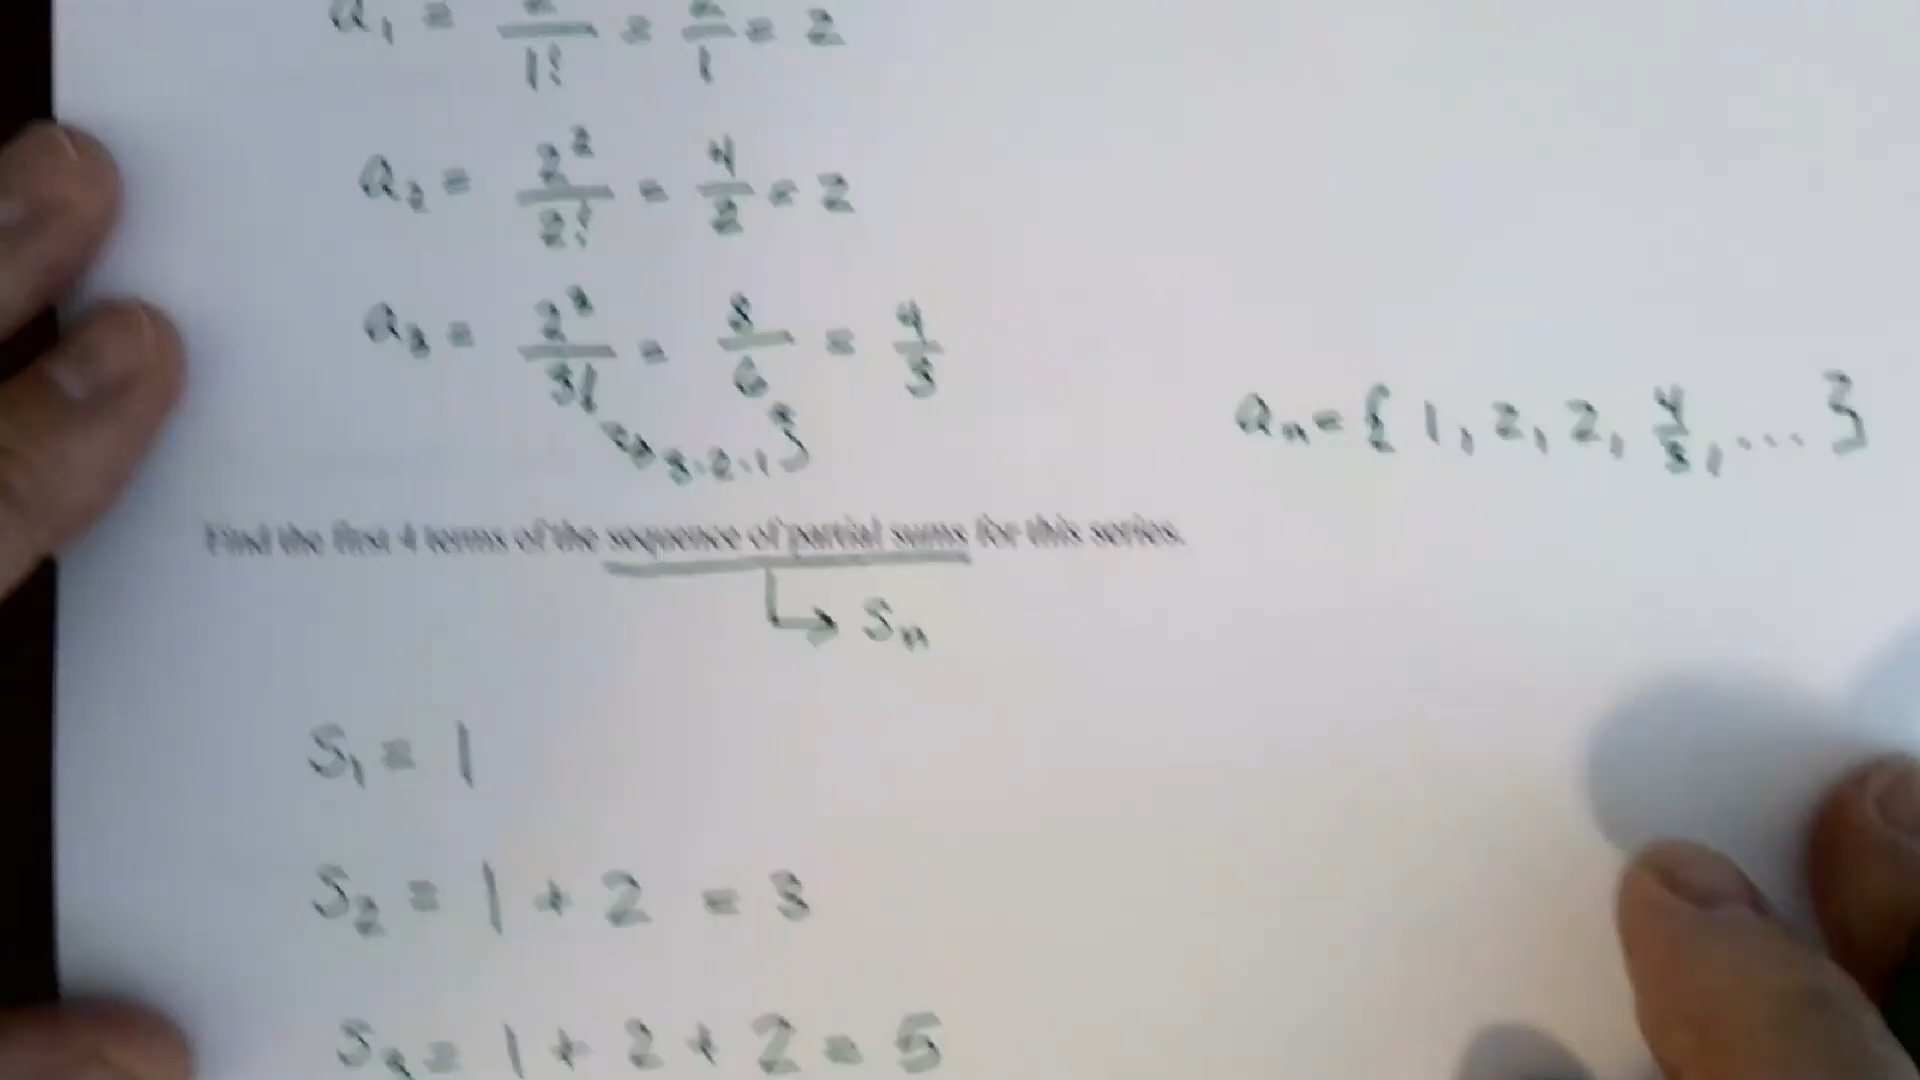 a₁ = 2/1! = 2/1 = 2
a₂ = 2²/2! = 4/2 = 2
a₃ = 2³/3! = 8/6 = 4/3
3·2·1
aₙ = { 1, 2, 2, 4/3, ... }
Find the first 4 terms of the sequence of partial sums for this series.
→ Sₙ
S₁ = 1
S₂ = 1 + 2 = 3
S₃ = 1 + 2 + 2 = 5